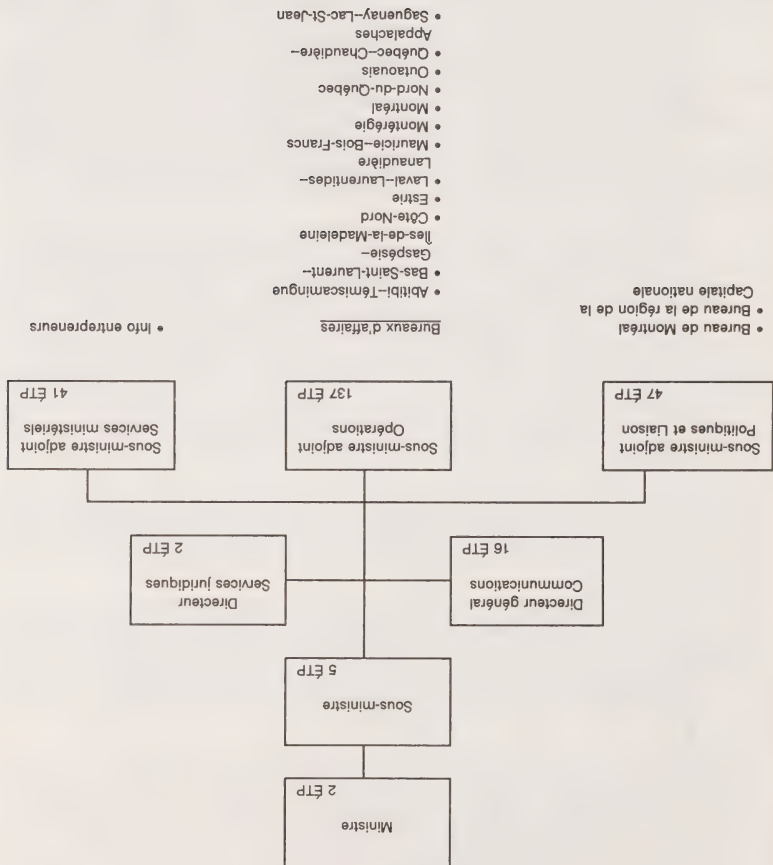 Ministre
2 ÉTP
Sous-ministre
5 ÉTP
Directeur général
Communications
16 ÉTP
Directeur
Services juridiques
2 ÉTP
Sous-ministre adjoint
Politiques et Liaison
47 ÉTP
Sous-ministre adjoint
Opérations
137 ÉTP
Sous-ministre adjoint
Services ministériels
41 ÉTP
• Bureau de Montréal
• Bureau de la région de la
Capitale nationale
Bureaux d'affaires
• Abitibi--Témiscamingue
• Bas-Saint-Laurent--
Gaspésie--
Îles-de-la-Madeleine
• Côte-Nord
• Estrie
• Laval--Laurentides--
Lanaudière
• Mauricie--Bois-Francs
• Montérégie
• Montréal
• Nord-du-Québec
• Outaouais
• Québec--Chaudière--
Appalaches
• Saguenay--Lac-St-Jean
• Info entrepreneurs